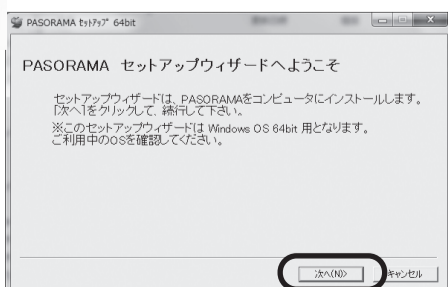 PASORAMA ｾｯﾄｱｯﾌﾟ 64bit
PASORAMA セットアップウィザードへようこそ
セットアップウィザードは、PASORAMAをコンピュータにインストールします。
「次へ」をクリックして、続行して下さい。
※このセットアップウィザードは Windows OS 64bit 用となります。
ご利用中のOSを確認してください。
次へ(N)>
キャンセル